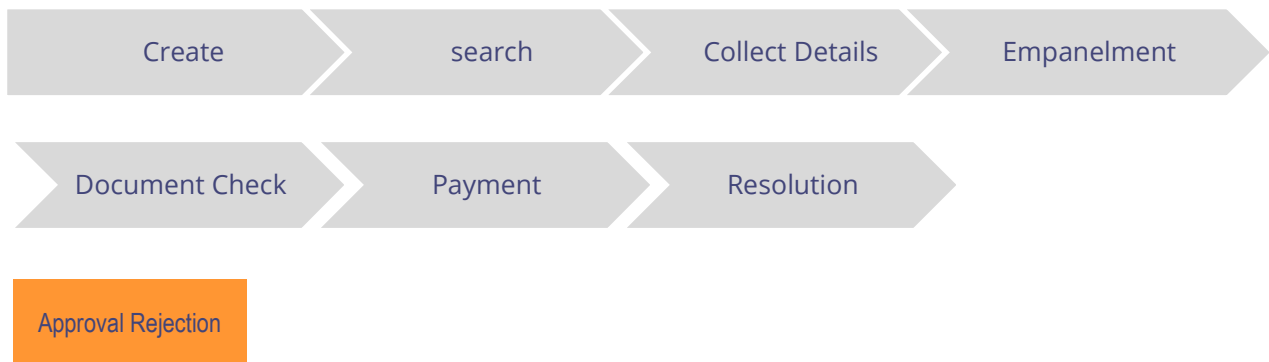 Create
search
Collect Details
Empanelment
Document Check
Payment
Resolution
Approval Rejection